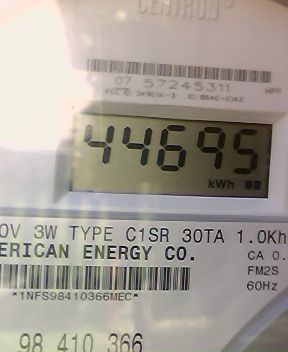 CENTRON®
07 57245311
HPP
44695
kWh
0V 3W TYPE C1SR 30TA 1.0Kh
ERICAN ENERGY CO.
CA 0.
FM2S
*1NFS98410366MEC*
60Hz
98 410 366